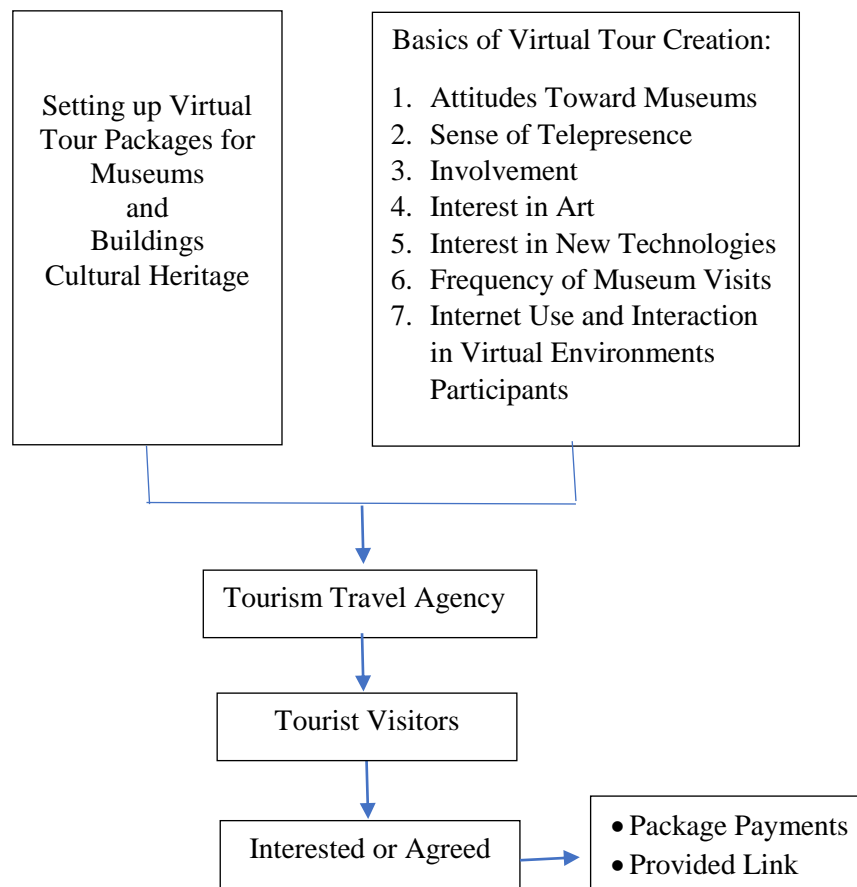 Setting up Virtual
Tour Packages for
Museums
and
Buildings
Cultural Heritage
Basics of Virtual Tour Creation:
1. Attitudes Toward Museums
2. Sense of Telepresence
3. Involvement
4. Interest in Art
5. Interest in New Technologies
6. Frequency of Museum Visits
7. Internet Use and Interaction
in Virtual Environments
Participants
Tourism Travel Agency
Tourist Visitors
Interested or Agreed
• Package Payments
• Provided Link